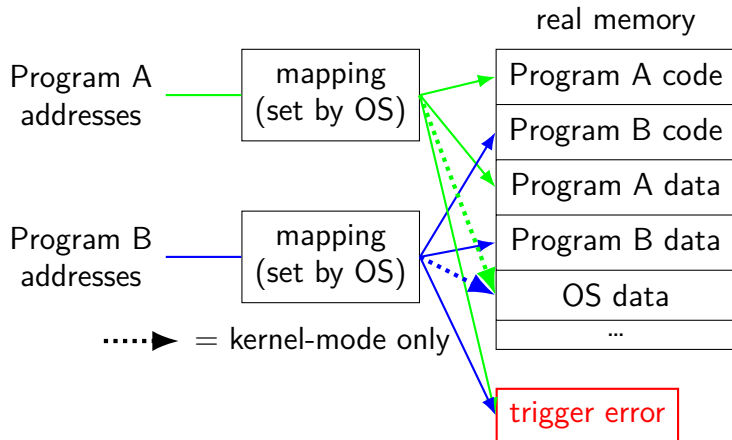 real memory
Program A
addresses
mapping
(set by OS)
Program A code
Program B code
Program A data
Program B
addresses
mapping
(set by OS)
Program B data
OS data
...
= kernel-mode only
trigger error